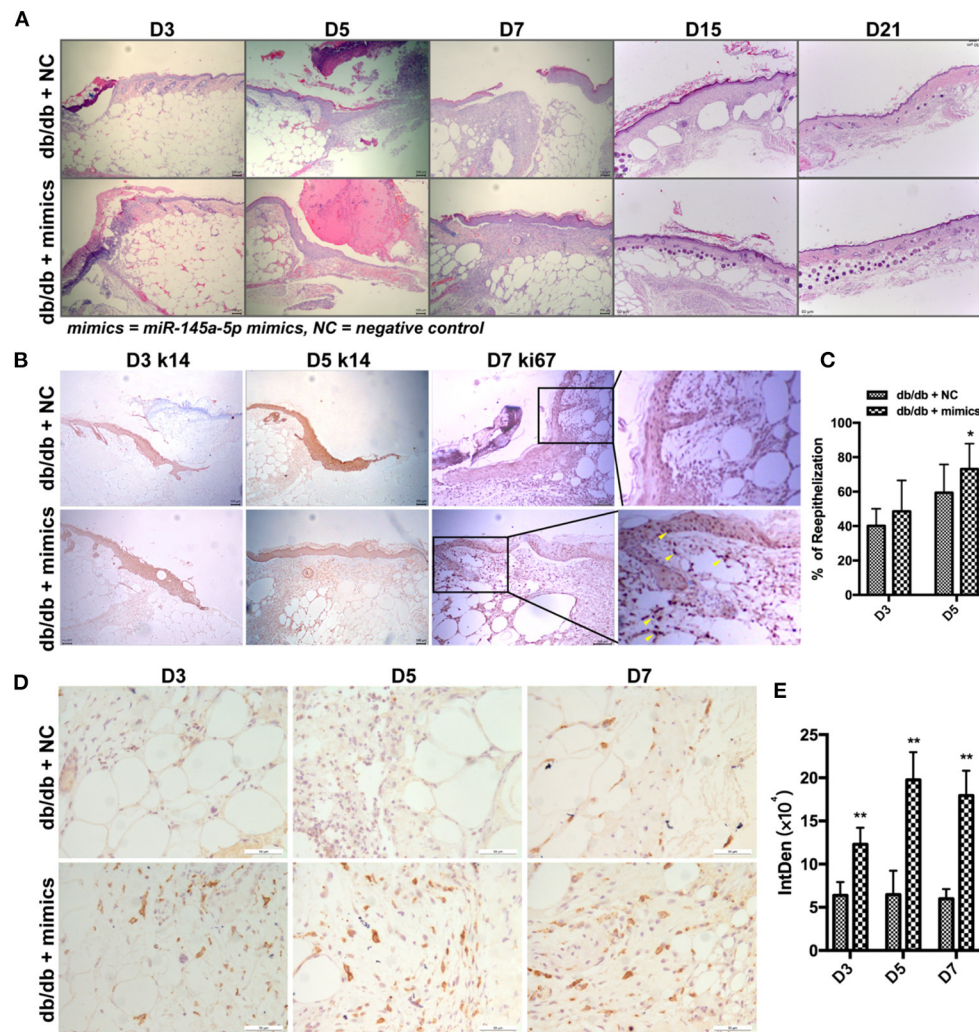 A
D3 D5 D7 D15 D21
db/db + NC
db/db + mimics
mimics = miR-145a-5p mimics, NC = negative control
B
D3 k14 D5 k14 D7 ki67
db/db + NC
db/db + mimics
C
db/db + NC
db/db + mimics
% of Reepithelization
100
80
60
40
20
0
*
D3 D5
D
D3 D5 D7
db/db + NC
db/db + mimics
E
IntDen (×10⁴)
25
20
15
10
5
0
** ** **
D3 D5 D7